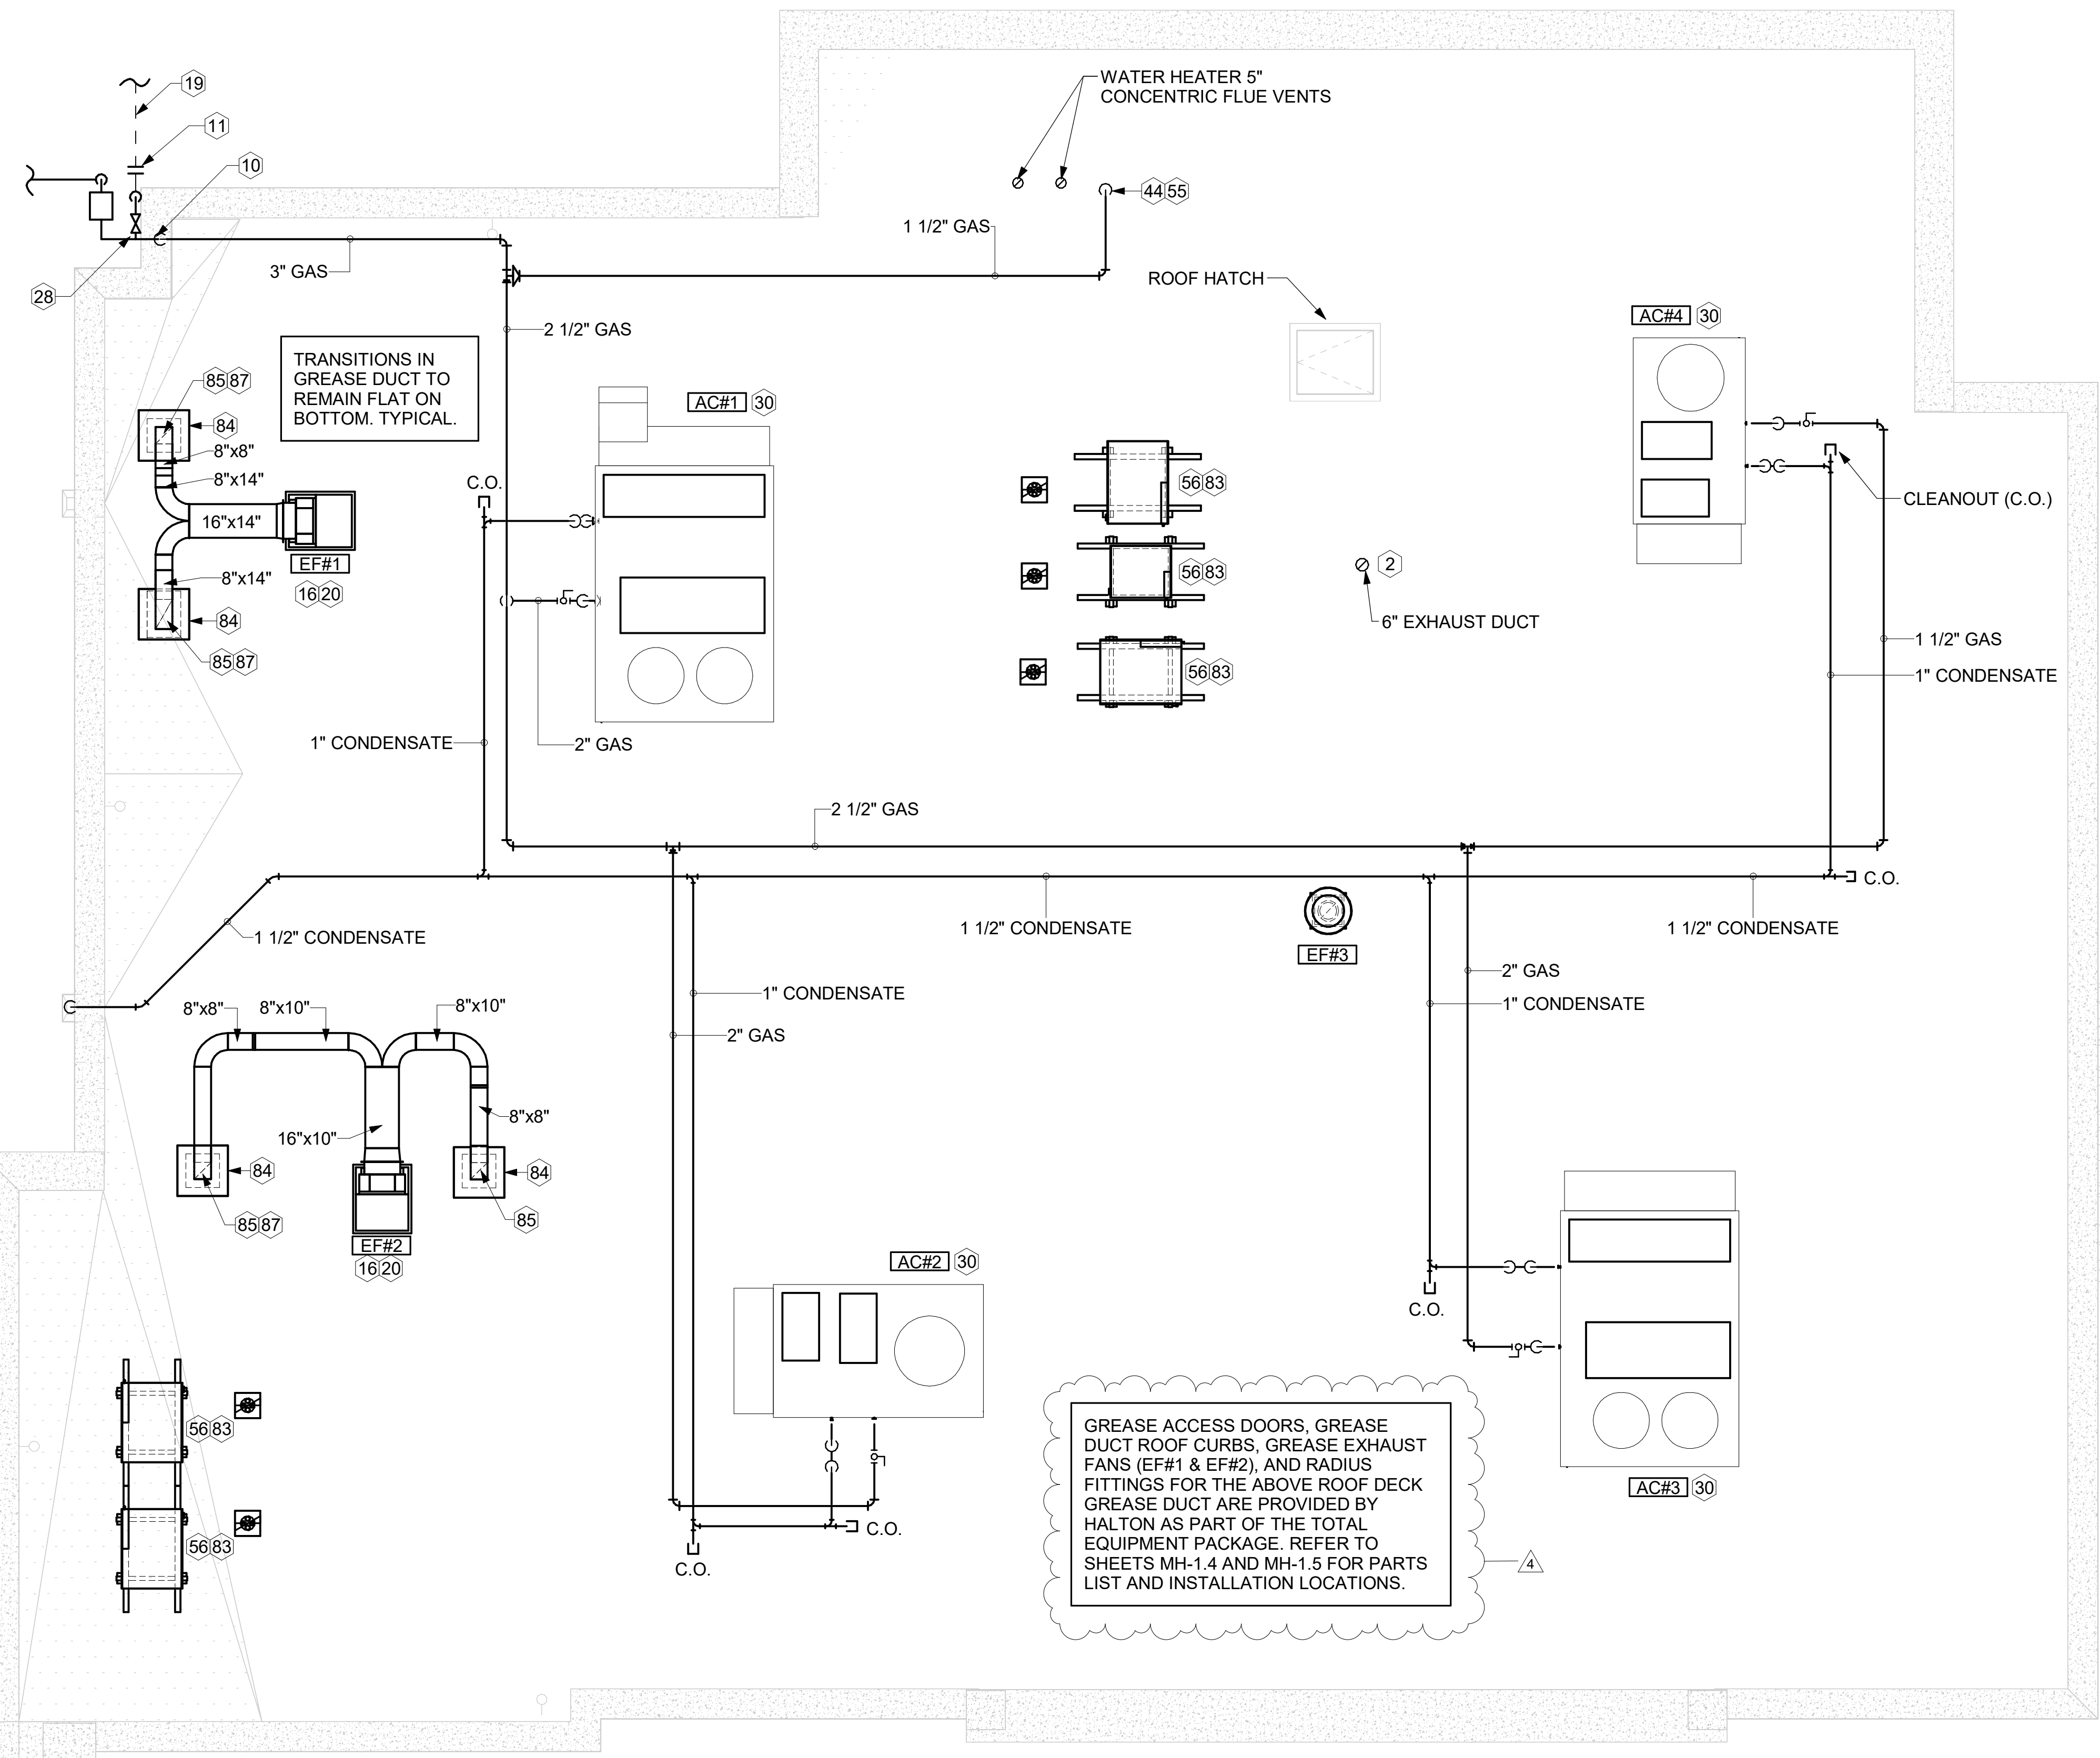 WATER HEATER 5"
CONCENTRIC FLUE VENTS
19
11
10
44 55
1 1/2" GAS
3" GAS
ROOF HATCH
28
2 1/2" GAS
AC#4 30
TRANSITIONS IN
GREASE DUCT TO
REMAIN FLAT ON
BOTTOM. TYPICAL.
85 87
AC#1 30
84
8"x8"
8"x14"
C.O.
56 83
CLEANOUT (C.O.)
16"x14"
EF#1
8"x14"
16 20
84
85 87
56 83
2
6" EXHAUST DUCT
56 83
1 1/2" GAS
1" CONDENSATE
1" CONDENSATE
2" GAS
2 1/2" GAS
C.O.
1 1/2" CONDENSATE
1 1/2" CONDENSATE
EF#3
1 1/2" CONDENSATE
2" GAS
1" CONDENSATE
1" CONDENSATE
2" GAS
8"x8"
8"x10"
8"x10"
8"x8"
16"x10"
84
84
85 87
85
EF#2
16 20
AC#2 30
C.O.
56 83
56 83
C.O.
C.O.
AC#3 30
GREASE ACCESS DOORS, GREASE
DUCT ROOF CURBS, GREASE EXHAUST
FANS (EF#1 & EF#2), AND RADIUS
FITTINGS FOR THE ABOVE ROOF DECK
GREASE DUCT ARE PROVIDED BY
HALTON AS PART OF THE TOTAL
EQUIPMENT PACKAGE. REFER TO
SHEETS MH-1.4 AND MH-1.5 FOR PARTS
LIST AND INSTALLATION LOCATIONS.
4